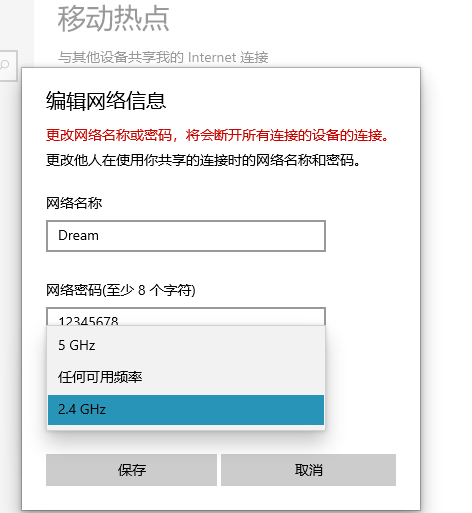 移动热点
与其他设备共享我的 Internet 连接
编辑网络信息
更改网络名称或密码，将会断开所有连接的设备的连接。
更改他人在使用你共享的连接时的网络名称和密码。
网络名称
Dream
网络密码(至少 8 个字符)
12345678
5 GHz
任何可用频率
2.4 GHz
保存
取消